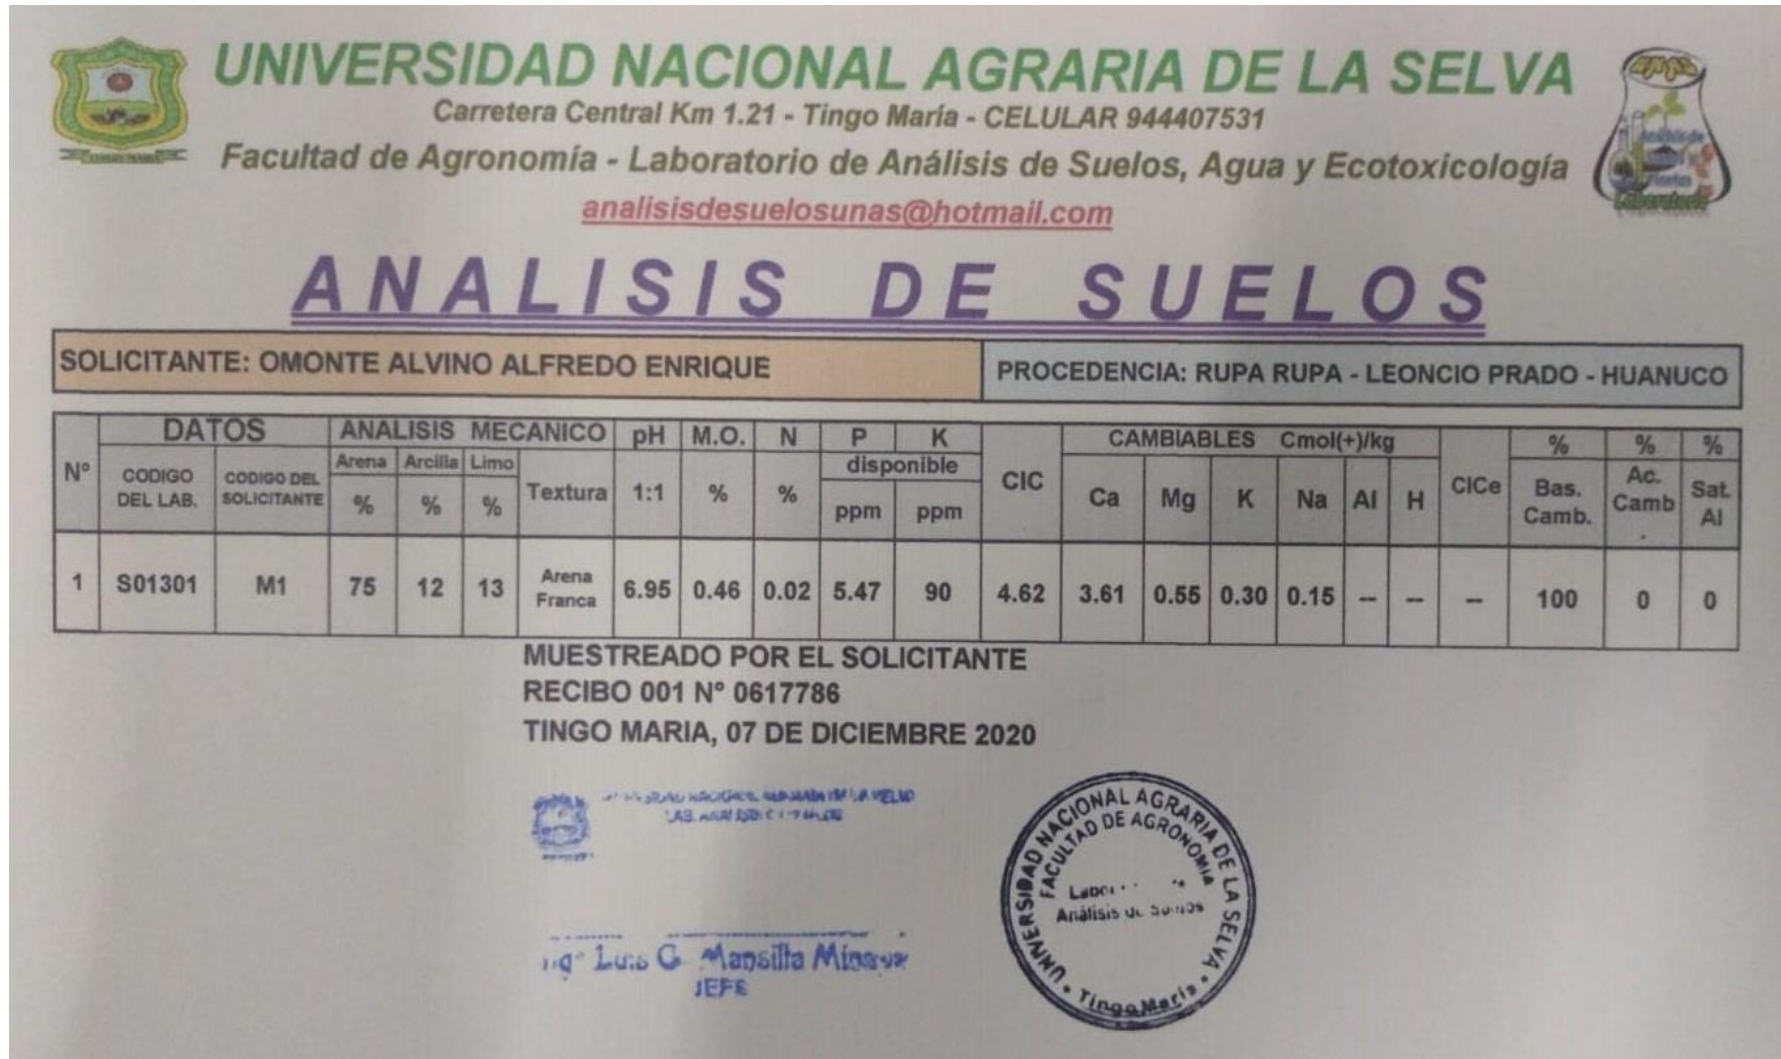 UNIVERSIDAD NACIONAL AGRARIA DE LA SELVA
Carretera Central Km 1.21 - Tingo María - CELULAR 944407531
Facultad de Agronomía - Laboratorio de Análisis de Suelos, Agua y Ecotoxicología
analisisdesuelosunas@hotmail.com
ANALISIS DE SUELOS
SOLICITANTE: OMONTE ALVINO ALFREDO ENRIQUE PROCEDENCIA: RUPA RUPA - LEONCIO PRADO - HUANUCO
DATOS ANALISIS MECANICO pH M.O. N P K CAMBIABLES Cmol(+)/kg % % %
Nº CODIGO DEL LAB. CODIGO DEL SOLICITANTE Arena Arcilla Limo Textura 1:1 % % disponible CIC Ca Mg K Na Al H CICe Bas. Camb. Ac. Camb. Sat. Al
% % % ppm ppm
1 S01301 M1 75 12 13 Arena Franca 6.95 0.46 0.02 5.47 90 4.62 3.61 0.55 0.30 0.15 -- -- -- 100 0 0
MUESTREADO POR EL SOLICITANTE
RECIBO 001 Nº 0617786
TINGO MARIA, 07 DE DICIEMBRE 2020
UNIVERSIDAD NACIONAL AGRARIA DE LA SELVA
FACULTAD DE AGRONOMIA
Análisis de
Tingo María
Luis G. Mansilla
JEFE